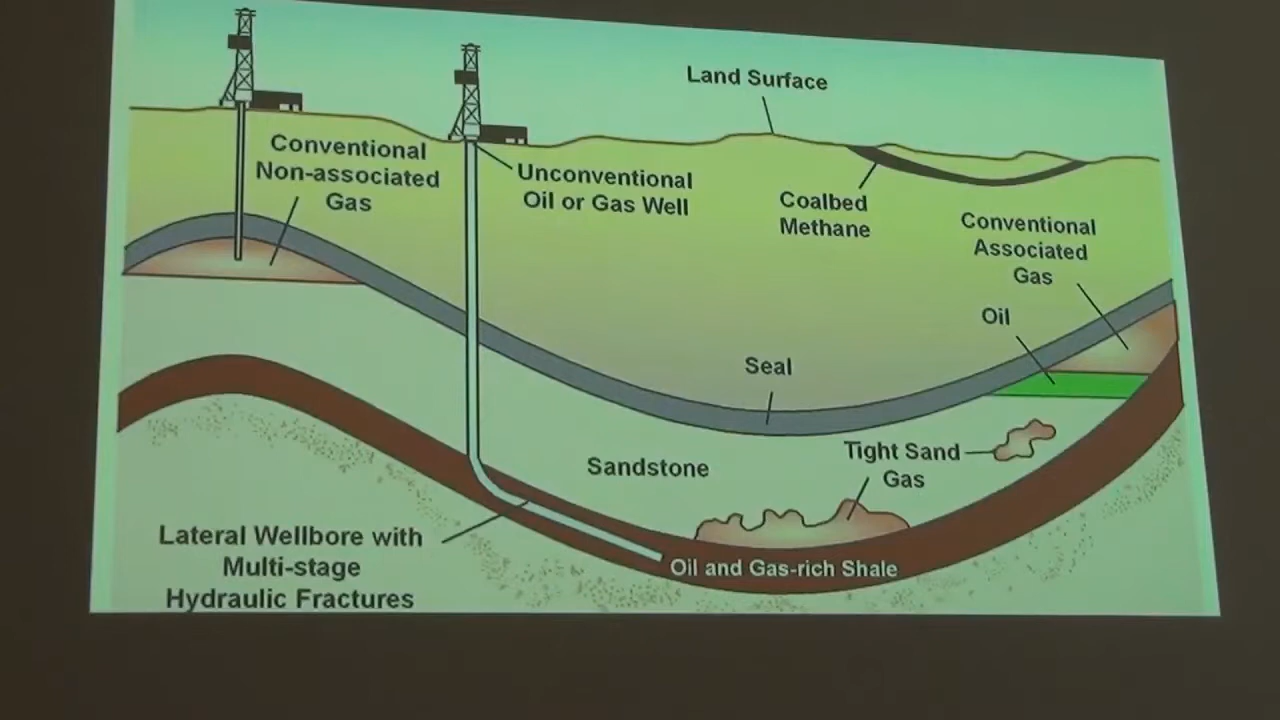 Land Surface
Conventional
Non-associated
Gas
Unconventional
Oil or Gas Well
Coalbed
Methane
Conventional
Associated
Gas
Oil
Seal
Tight Sand
Gas
Sandstone
Lateral Wellbore with
Multi-stage
Hydraulic Fractures
Oil and Gas-rich Shale